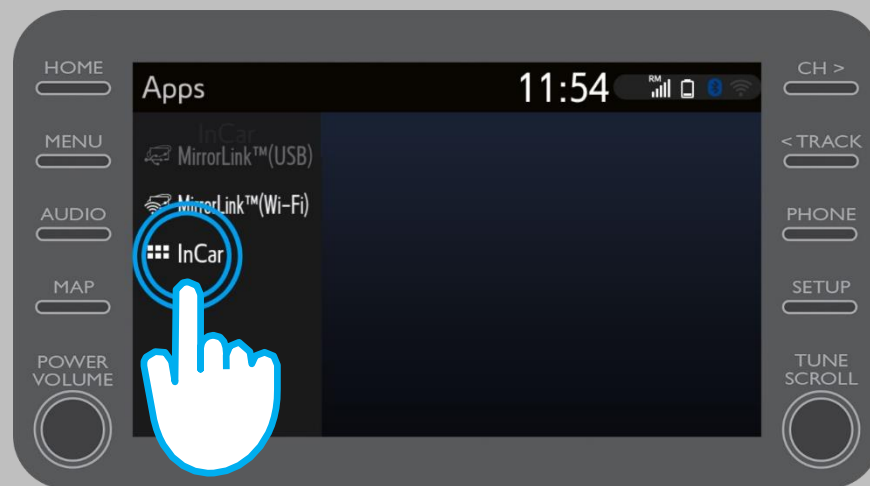 HOME
MENU
AUDIO
MAP
POWER
VOLUME
Apps
11:54
RM
InCar
MirrorLink™(USB)
MirrorLink™(Wi-Fi)
InCar
CH >
< TRACK
PHONE
SETUP
TUNE
SCROLL